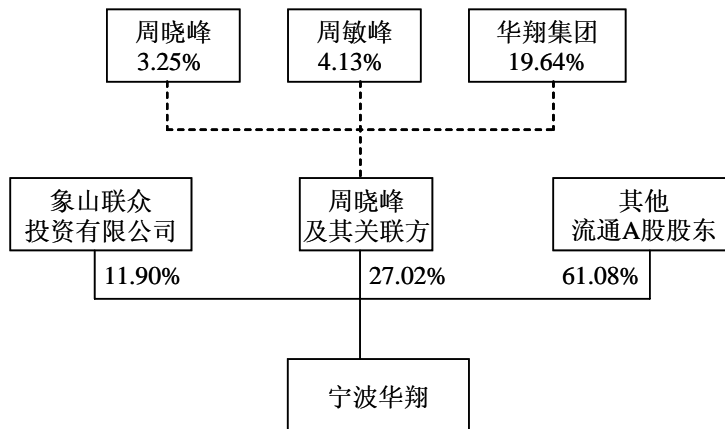 周晓峰
3.25%
周敏峰
4.13%
华翔集团
19.64%
象山联众
投资有限公司
周晓峰
及其关联方
其他
流通A股股东
11.90%
27.02%
61.08%
宁波华翔